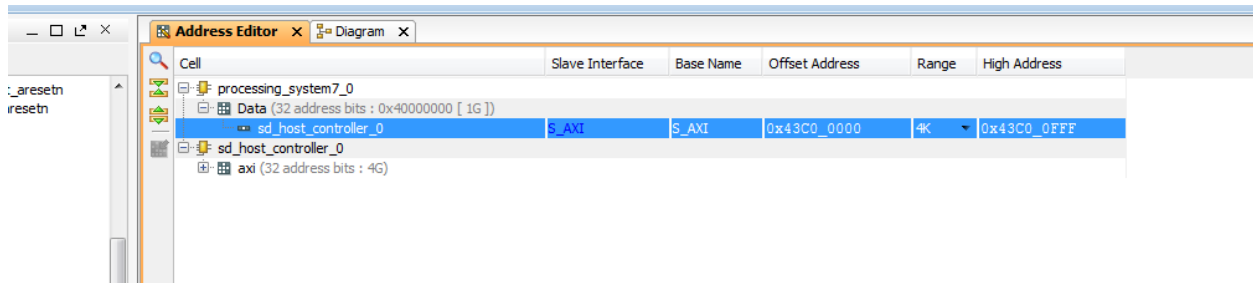 Address Editor Diagram
Cell Slave Interface Base Name Offset Address Range High Address
processing_system7_0
Data (32 address bits : 0x40000000 [ 1G ])
sd_host_controller_0 S_AXI S_AXI 0x43C0_0000 4K 0x43C0_0FFF
sd_host_controller_0
axi (32 address bits : 4G)
t_aresetn
aresetn